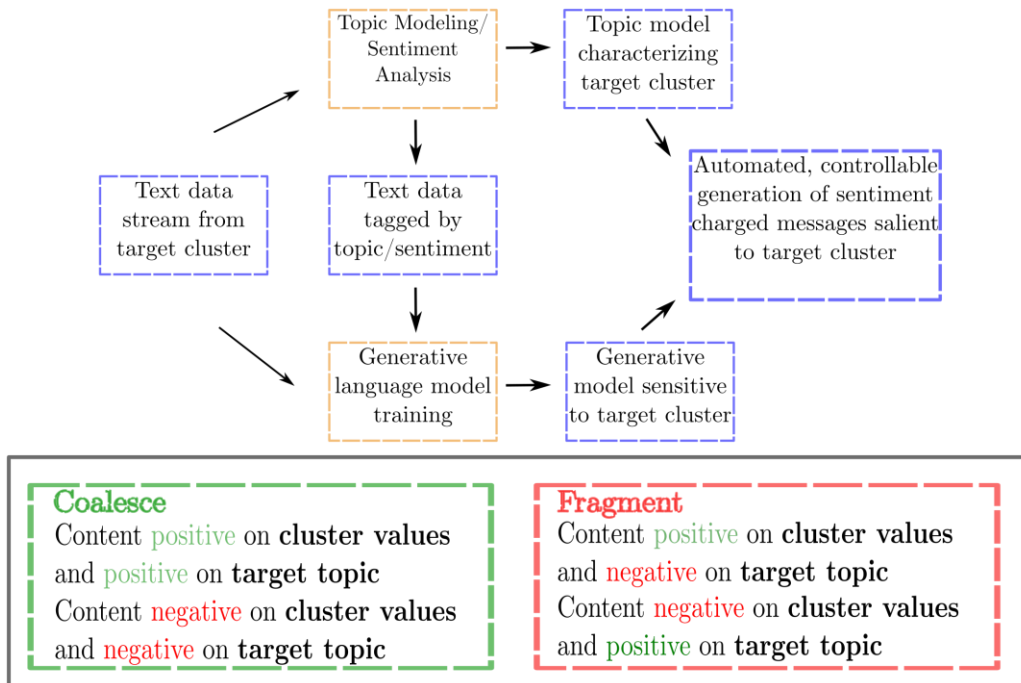 Topic Modeling/
Sentiment
Analysis
Topic model
characterizing
target cluster
Text data
stream from
target cluster
Text data
tagged by
topic/sentiment
Automated, controllable
generation of sentiment
charged messages salient
to target cluster
Generative
language model
training
Generative
model sensitive
to target cluster
Coalesce
Content positive on cluster values
and positive on target topic
Content negative on cluster values
and negative on target topic
Fragment
Content positive on cluster values
and negative on target topic
Content negative on cluster values
and positive on target topic